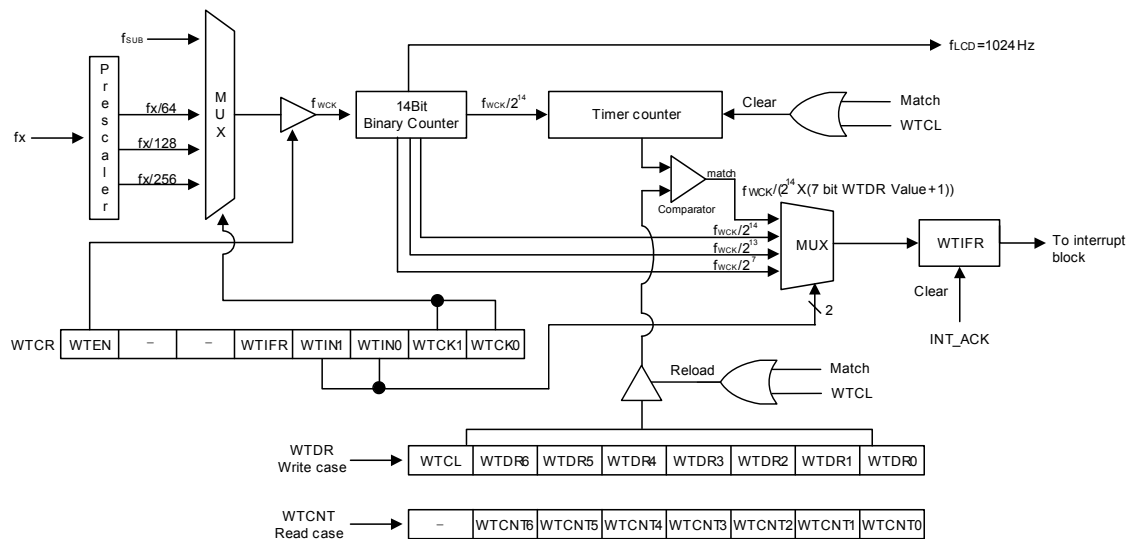 fSUB
fLCD=1024Hz
Prescaler
MUX
fx
fx/64
fx/128
fx/256
fWCK
14Bit
Binary Counter
fWCK/2^14
Timer counter
Clear
Match
WTCL
match
Comparator
fWCK/(2^14 X(7 bit WTDR Value+1))
fWCK/2^14
fWCK/2^13
fWCK/2^7
MUX
2
WTIFR
To interrupt
block
Clear
INT_ACK
WTCR WTEN – – WTIFR WTIN1 WTIN0 WTCK1 WTCK0
Reload
Match
WTCL
WTDR
Write case
WTCL WTDR6 WTDR5 WTDR4 WTDR3 WTDR2 WTDR1 WTDR0
WTCNT
Read case
– WTCNT6 WTCNT5 WTCNT4 WTCNT3 WTCNT2 WTCNT1 WTCNT0